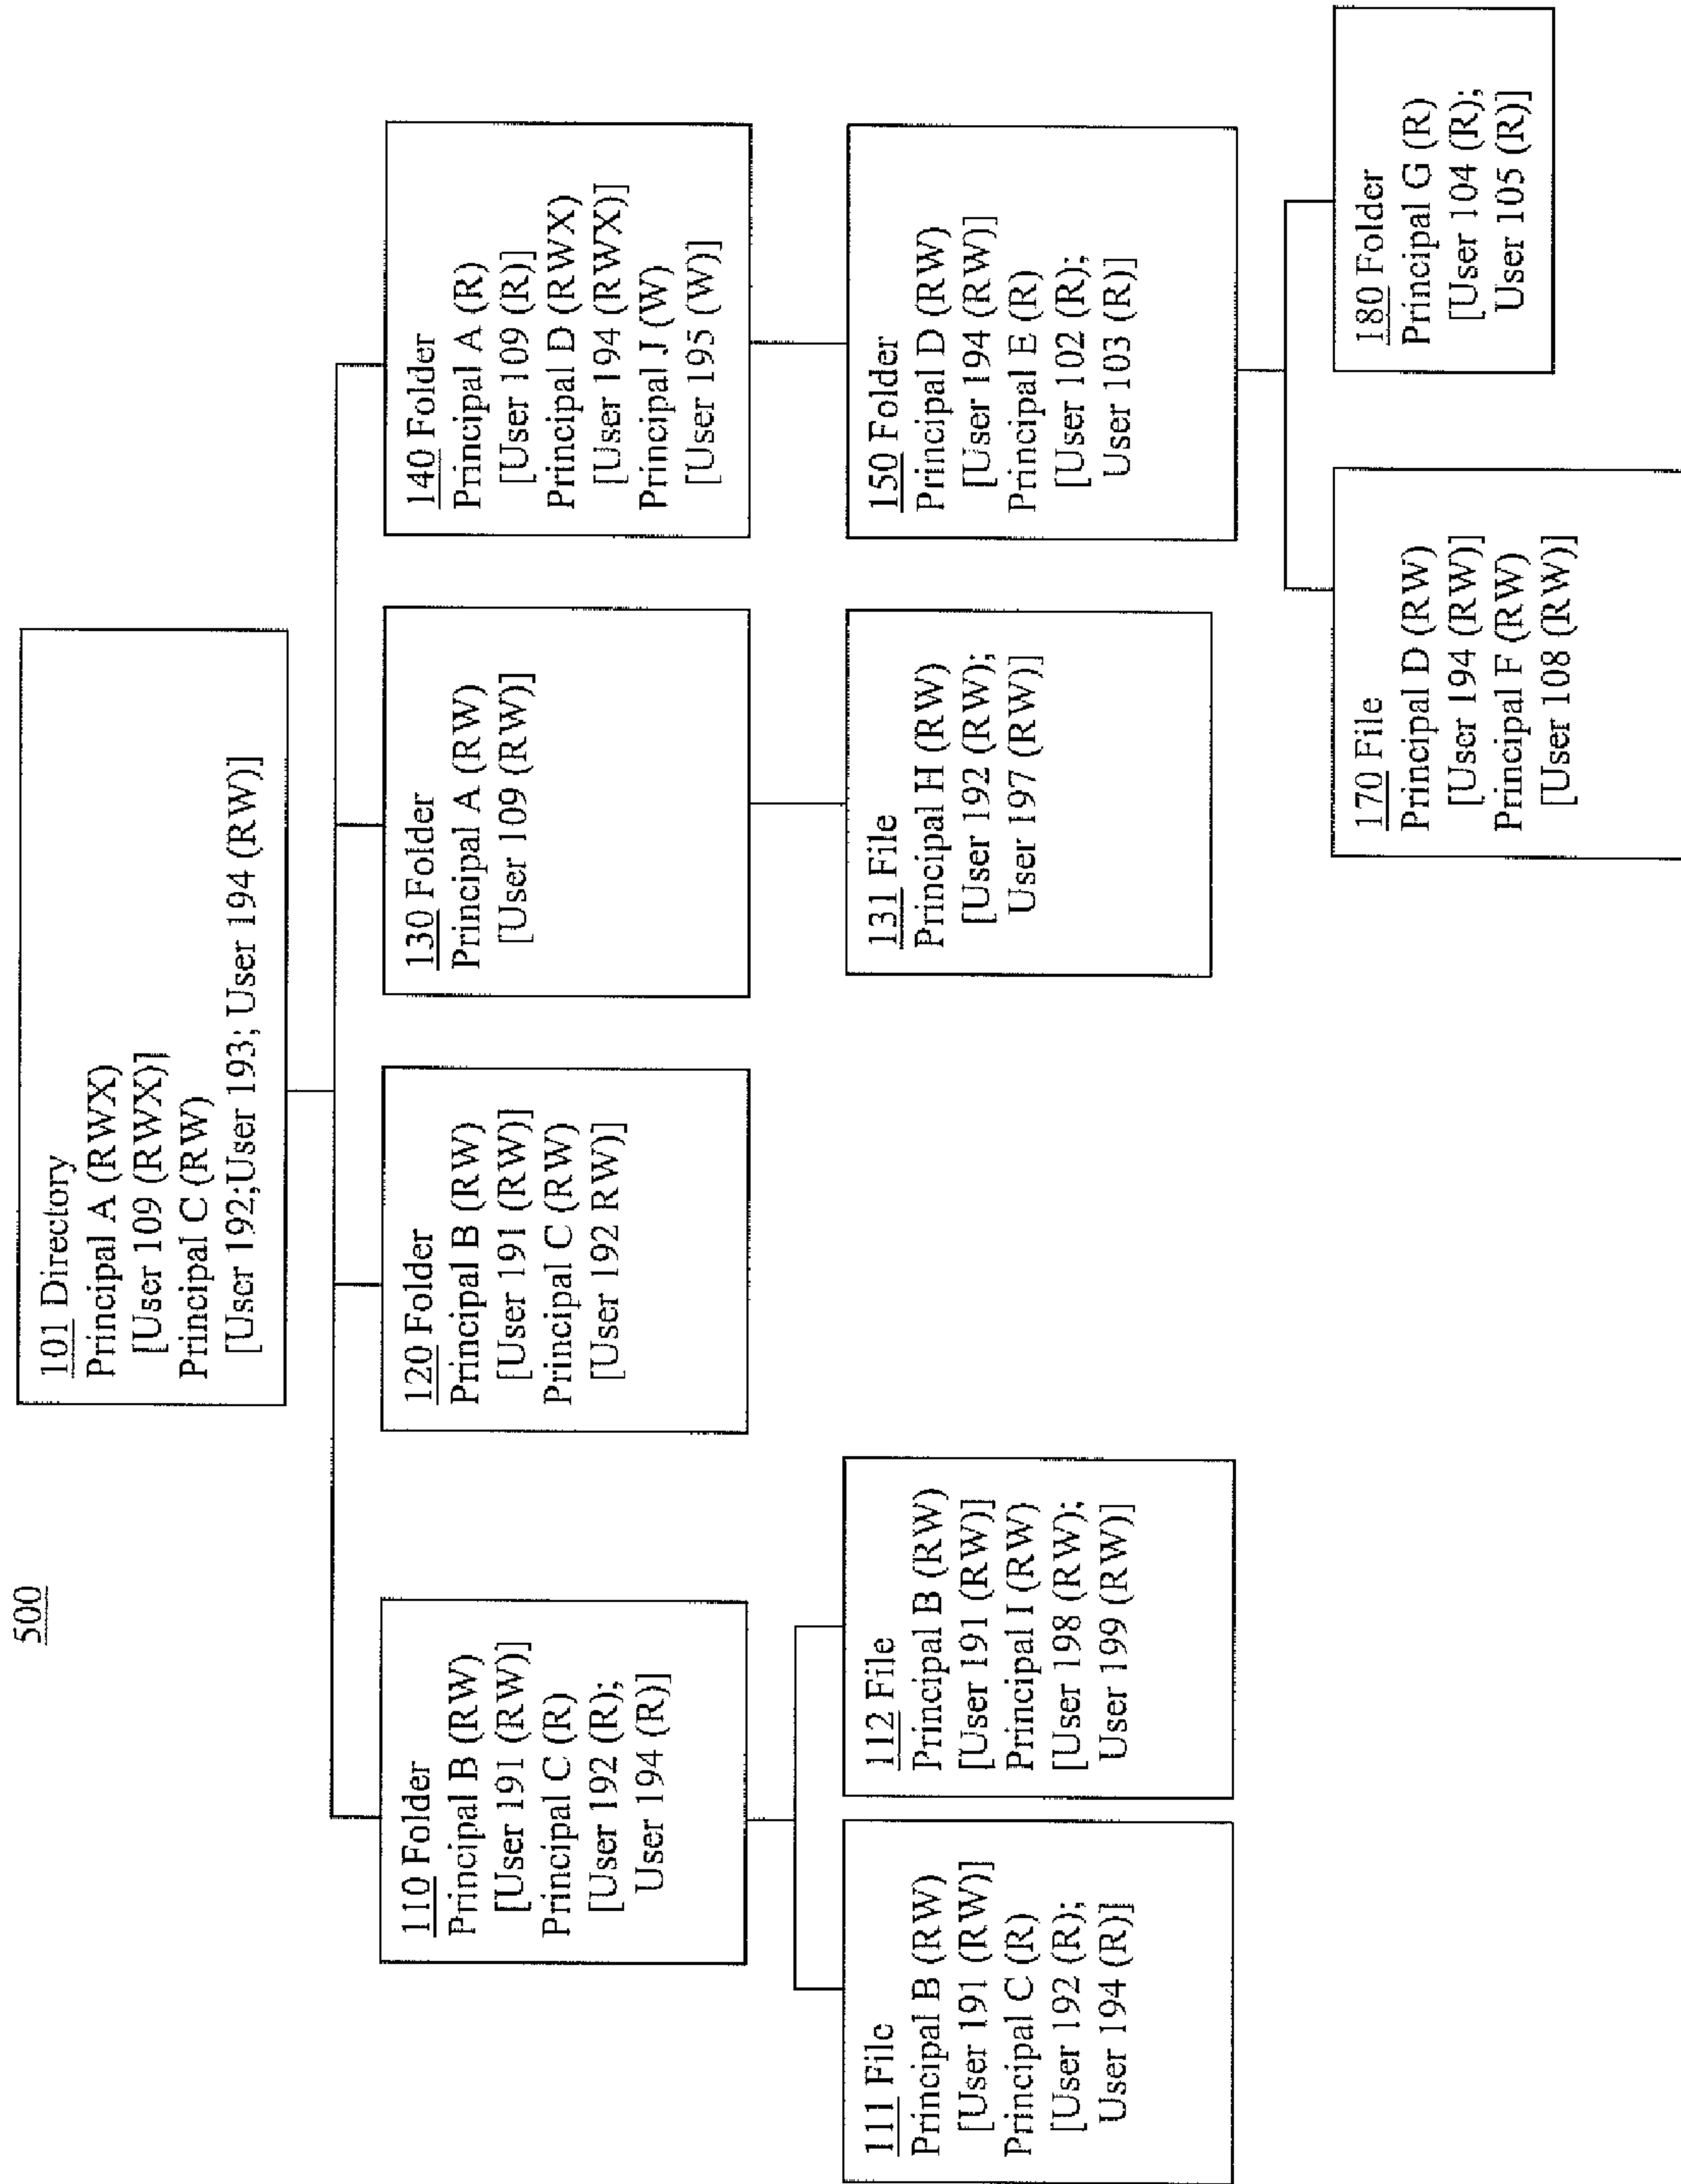 500
101 Directory
Principal A (RWX)
[User 109 (RWX)]
Principal C (RW)
[User 192;User 193; User 194 (RW)]
110 Folder
Principal B (RW)
[User 191 (RW)]
Principal C (R)
[User 192 (R);
User 194 (R)]
120 Folder
Principal B (RW)
[User 191 (RW)]
Principal C (RW)
[User 192 RW)]
130 Folder
Principal A (RW)
[User 109 (RW)]
140 Folder
Principal A (R)
[User 109 (R)]
Principal D (RWX)
[User 194 (RWX)]
Principal J (W)
[User 195 (W)]
111 File
Principal B (RW)
[User 191 (RW)]
Principal C (R)
[User 192 (R);
User 194 (R)]
112 File
Principal B (RW)
[User 191 (RW)]
Principal I (RW)
[User 198 (RW);
User 199 (RW)]
131 File
Principal H (RW)
[User 192 (RW);
User 197 (RW)]
150 Folder
Principal D (RW)
[User 194 (RW)]
Principal E (R)
[User 102 (R);
User 103 (R)]
170 File
Principal D (RW)
[User 194 (RW)]
Principal F (RW)
[User 108 (RW)]
180 Folder
Principal G (R)
[User 104 (R);
User 105 (R)]